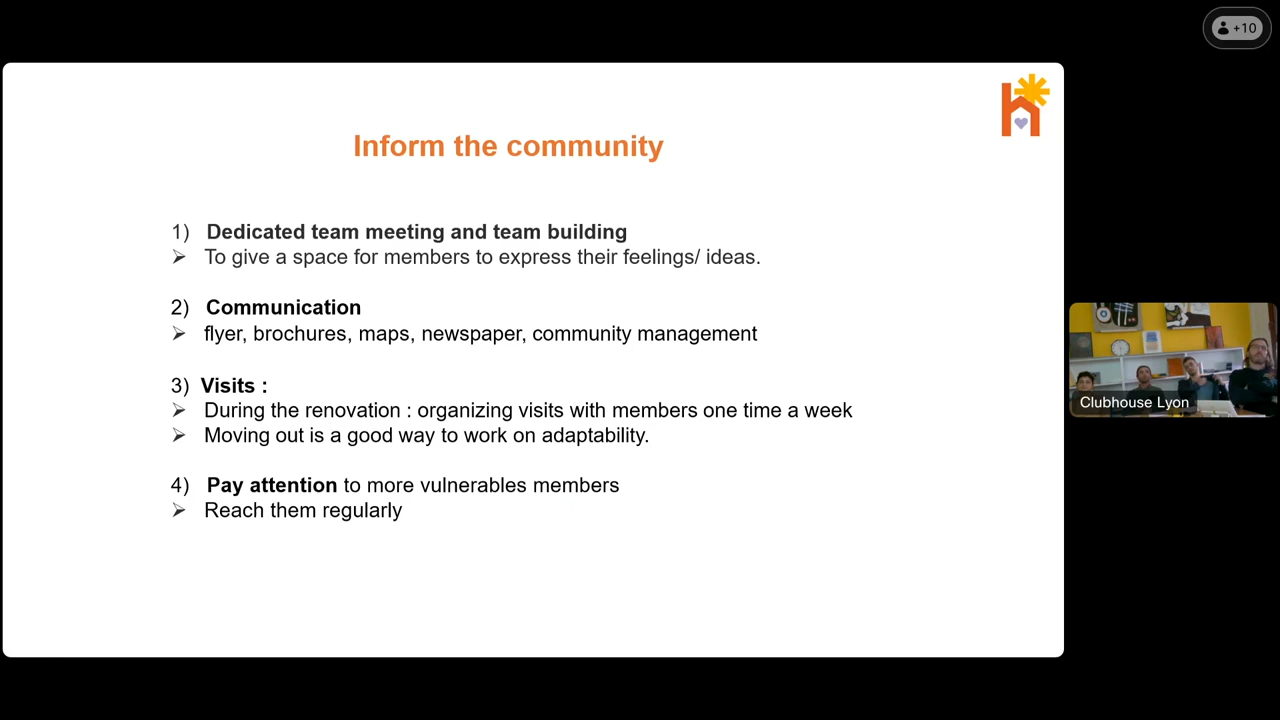 +10
Inform the community
1) Dedicated team meeting and team building
➢ To give a space for members to express their feelings/ ideas.
2) Communication
➢ flyer, brochures, maps, newspaper, community management
3) Visits :
➢ During the renovation : organizing visits with members one time a week
➢ Moving out is a good way to work on adaptability.
4) Pay attention to more vulnerables members
➢ Reach them regularly
Clubhouse Lyon